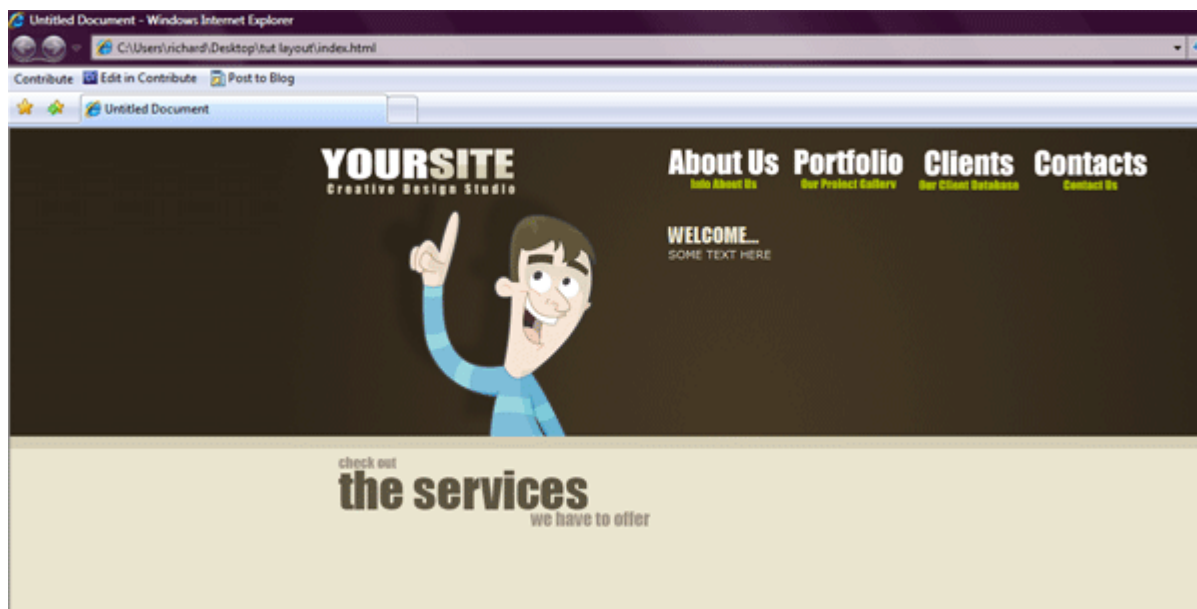 Untitled Document - Windows Internet Explorer
C:\Users\richard\Desktop\tut layout\index.html
Contribute Edit in Contribute Post to Blog
Untitled Document
YOURSITE
Creative Design Studio
About Us Portfolio Clients Contacts
Info About Us Our Project Gallery Our Client Database Contact Us
WELCOME...
SOME TEXT HERE
check out
the services
we have to offer